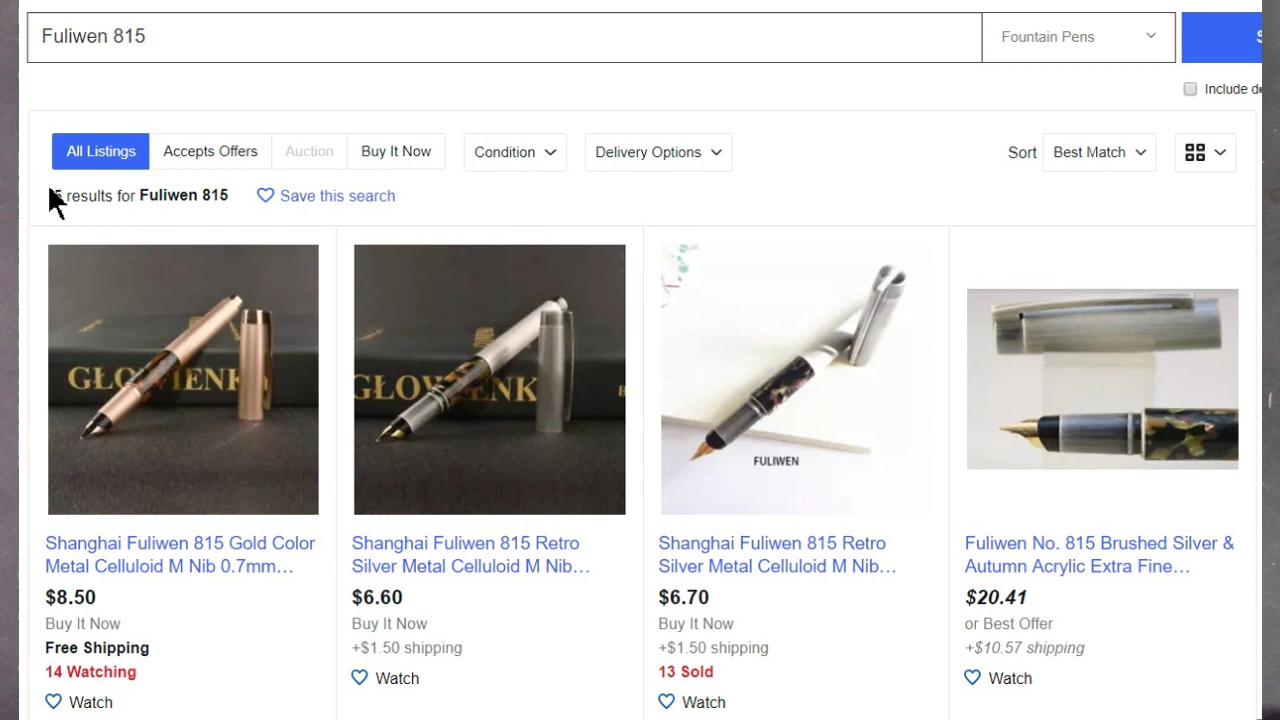 Fuliwen 815
Fountain Pens
Include
All Listings
Accepts Offers
Auction
Buy It Now
Condition
Delivery Options
Sort
Best Match
results for Fuliwen 815
Save this search
GŁOWIENK
GŁOWIENK
FULIWEN
Shanghai Fuliwen 815 Gold Color
Metal Celluloid M Nib 0.7mm…
$8.50
Buy It Now
Free Shipping
14 Watching
Watch
Shanghai Fuliwen 815 Retro
Silver Metal Celluloid M Nib…
$6.60
Buy It Now
+$1.50 shipping
Watch
Shanghai Fuliwen 815 Retro
Silver Metal Celluloid M Nib…
$6.70
Buy It Now
+$1.50 shipping
13 Sold
Watch
Fuliwen No. 815 Brushed Silver &
Autumn Acrylic Extra Fine…
$20.41
or Best Offer
+$10.57 shipping
Watch